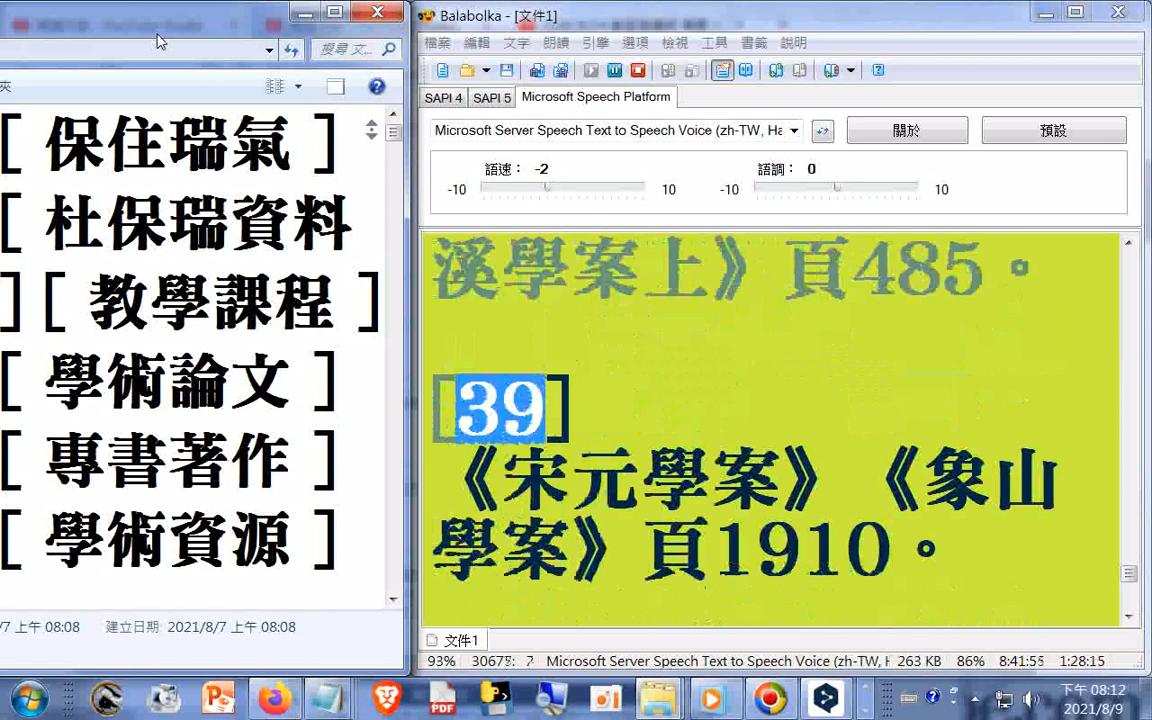 搜尋 文...
夾
[ 保住瑞氣 ]
[ 杜保瑞資料
] [ 教學課程 ]
[ 學術論文 ]
[ 專書著作 ]
[ 學術資源 ]
/7 上午 08:08 建立日期: 2021/8/7 上午 08:08
Balabolka - [文件1]
檔案 編輯 文字 朗讀 引擎 選項 檢視 工具 書籤 說明
SAPI 4 SAPI 5 Microsoft Speech Platform
Microsoft Server Speech Text to Speech Voice (zh-TW, Ha
關於 預設
語速： -2 語調： 0
-10 10 -10 10
溪學案上》頁485。
[39]
《宋元學案》《象山
學案》頁1910。
文件1
93% 7 Microsoft Server Speech Text to Speech Voice (zh-TW, H 263 KB 86% 8:41:55 1:28:15
下午 08:12
2021/8/9